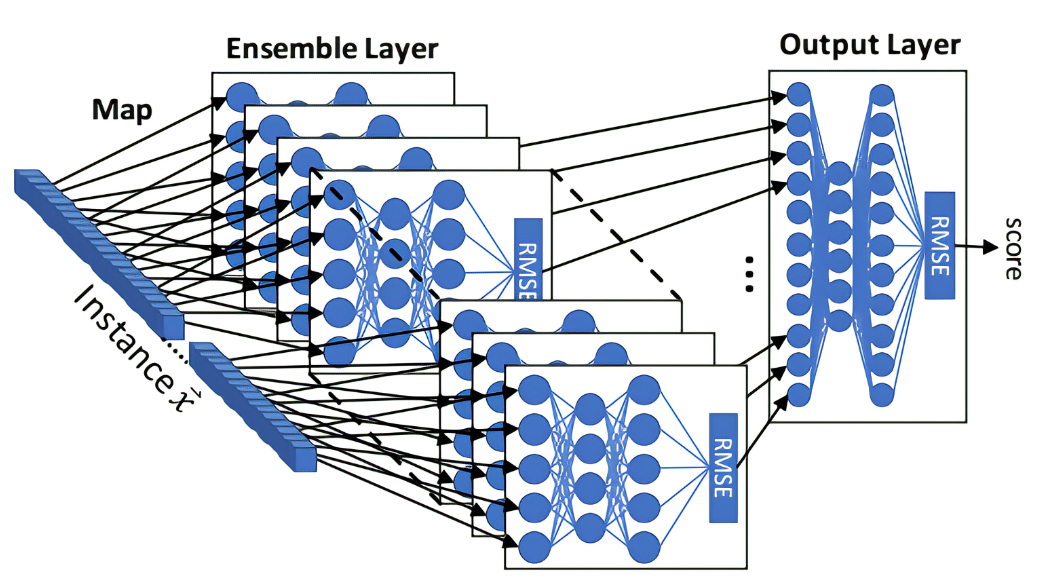 Ensemble Layer
Output Layer
Map
Instance x⃗
RMSE
RMSE
RMSE
...
score